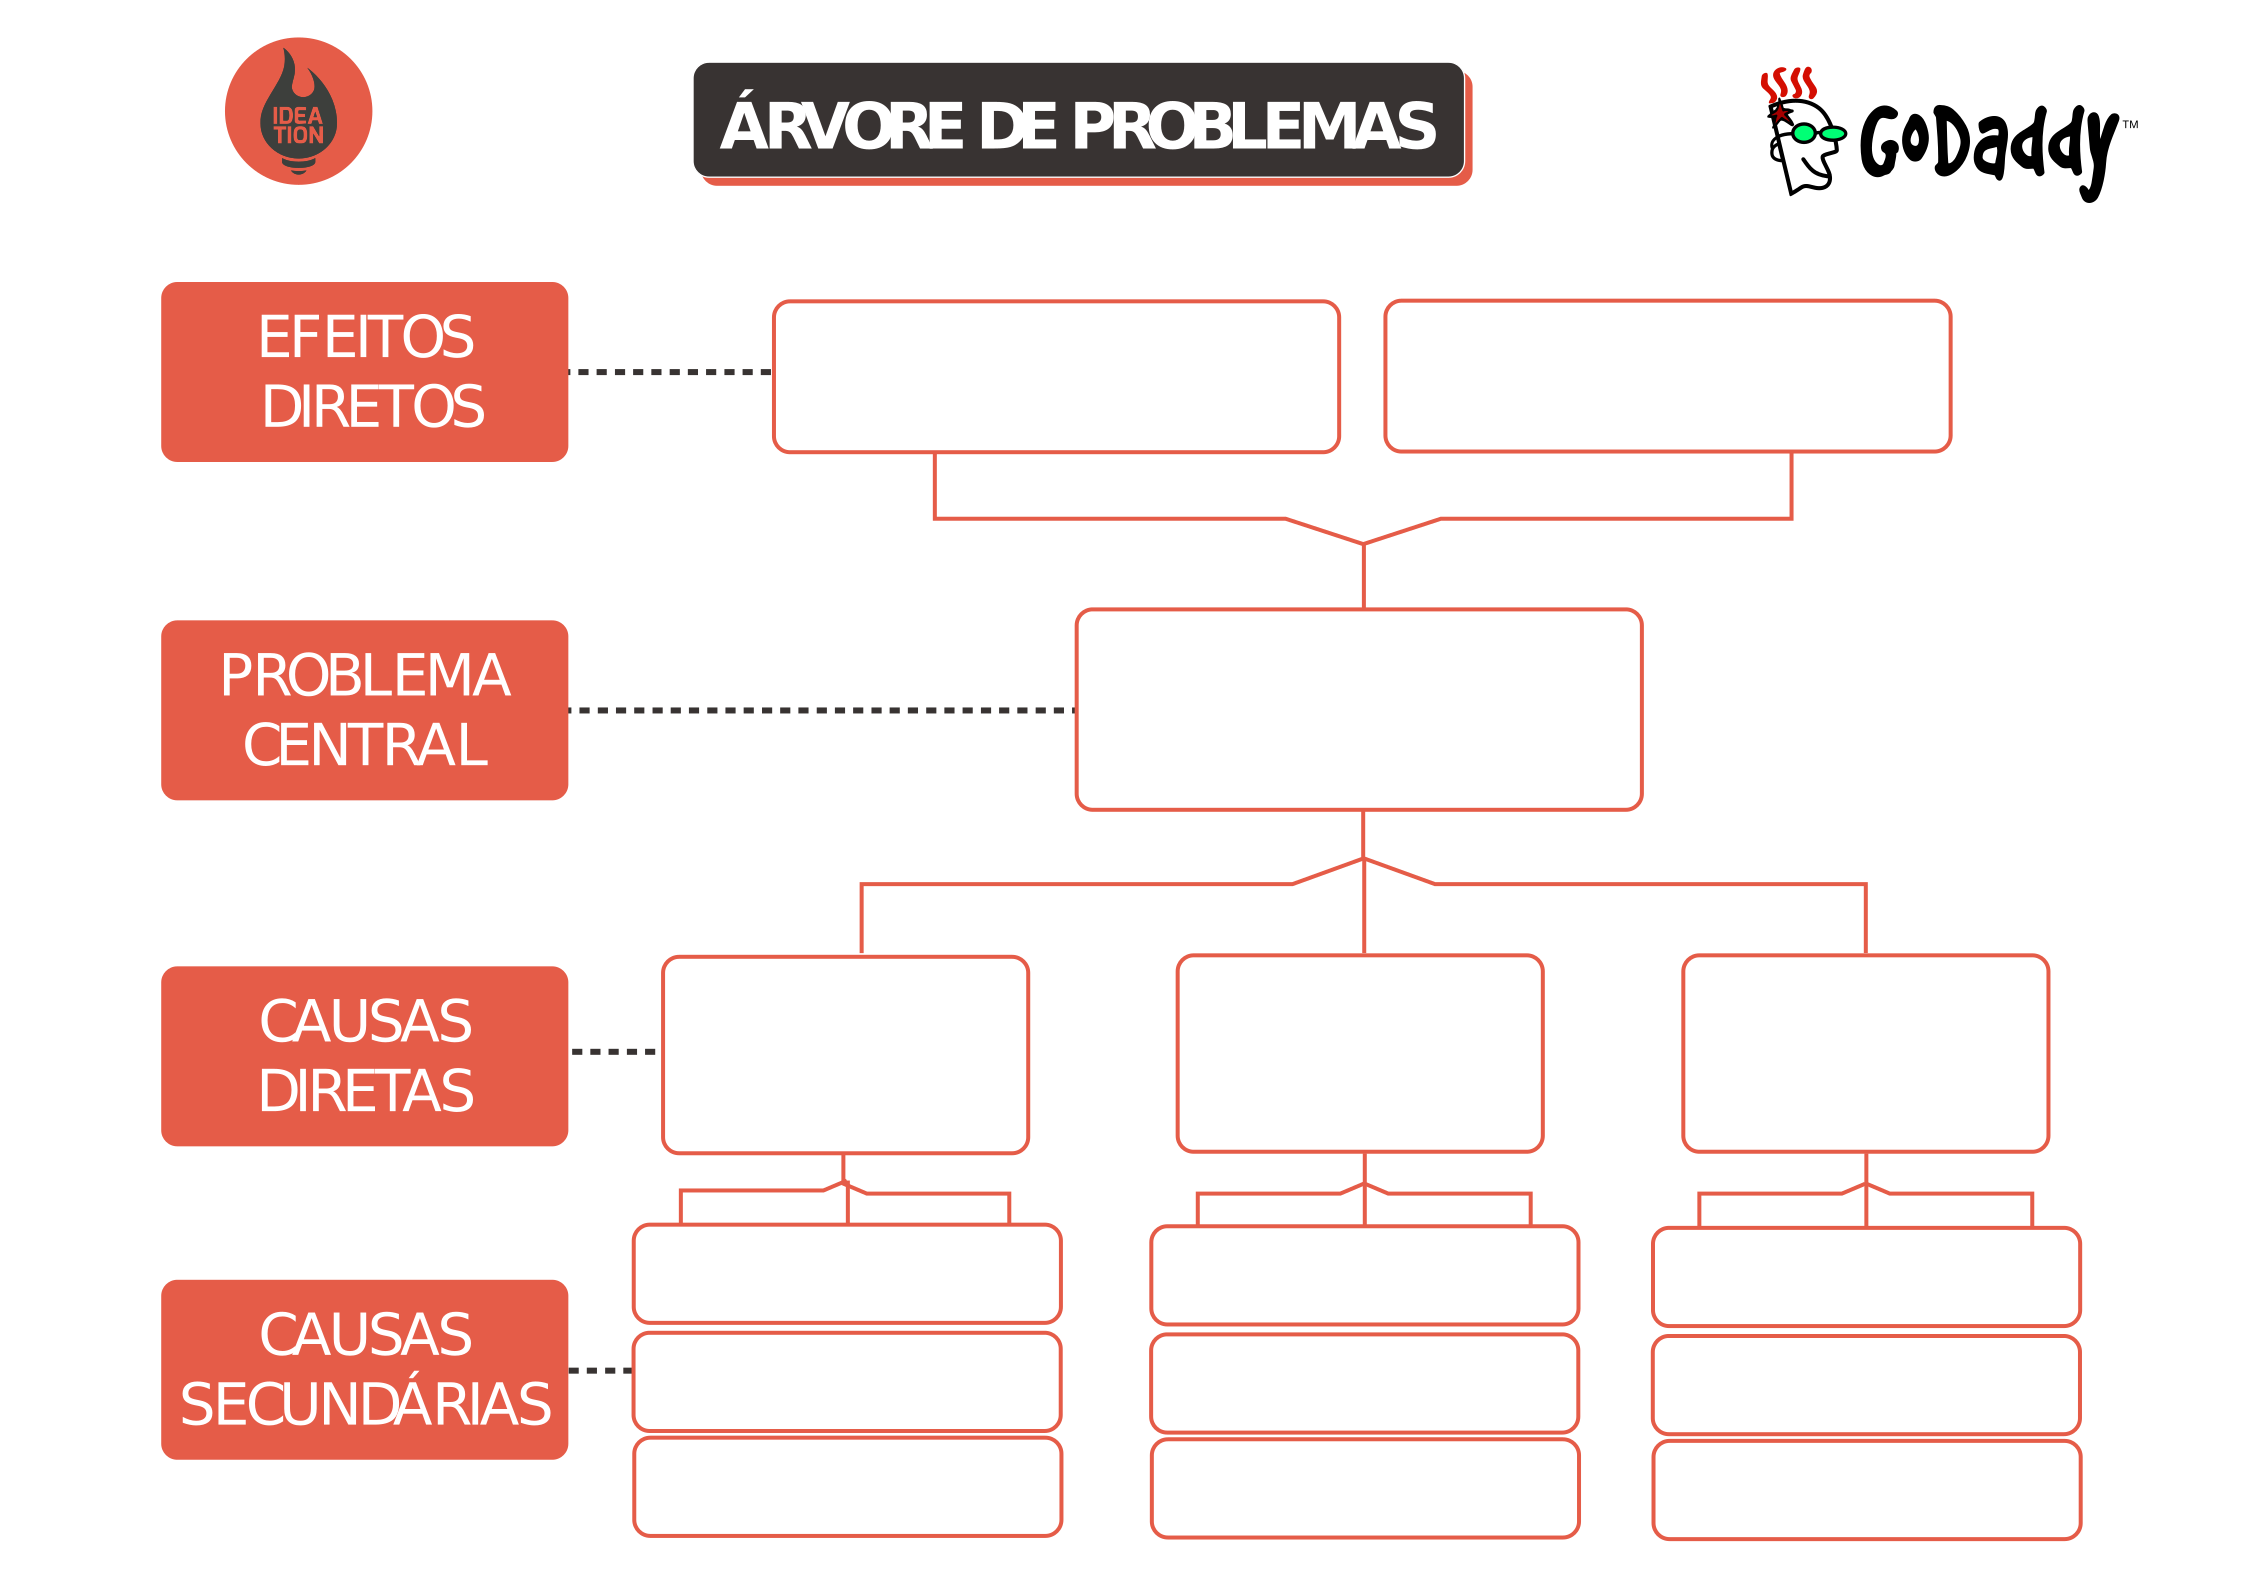 IDEA
TION
ÁRVORE DE PROBLEMAS
GoDaddy™
EFEITOS
DIRETOS
PROBLEMA
CENTRAL
CAUSAS
DIRETAS
CAUSAS
SECUNDÁRIAS